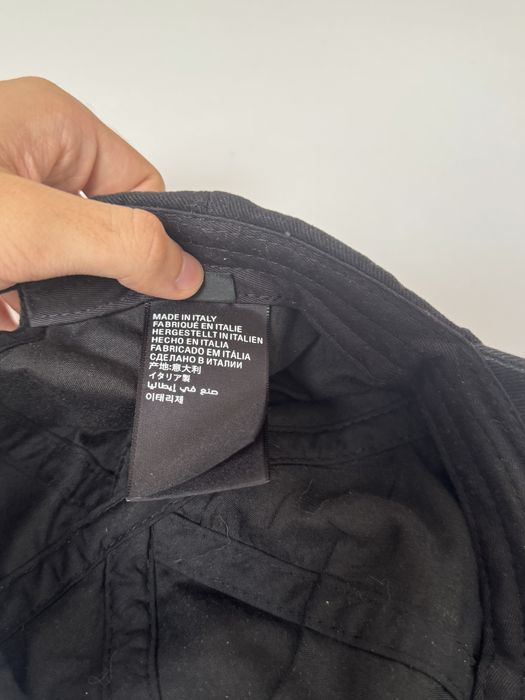 MADE IN ITALY
FABRIQUÉ EN ITALIE
HERGESTELLT IN ITALIEN
HECHO EN ITALIA
FABRICADO EM ITÁLIA
СДЕЛАНО В ИТАЛИИ
产地:意大利
イタリア製
صنع في إيطاليا
이태리제